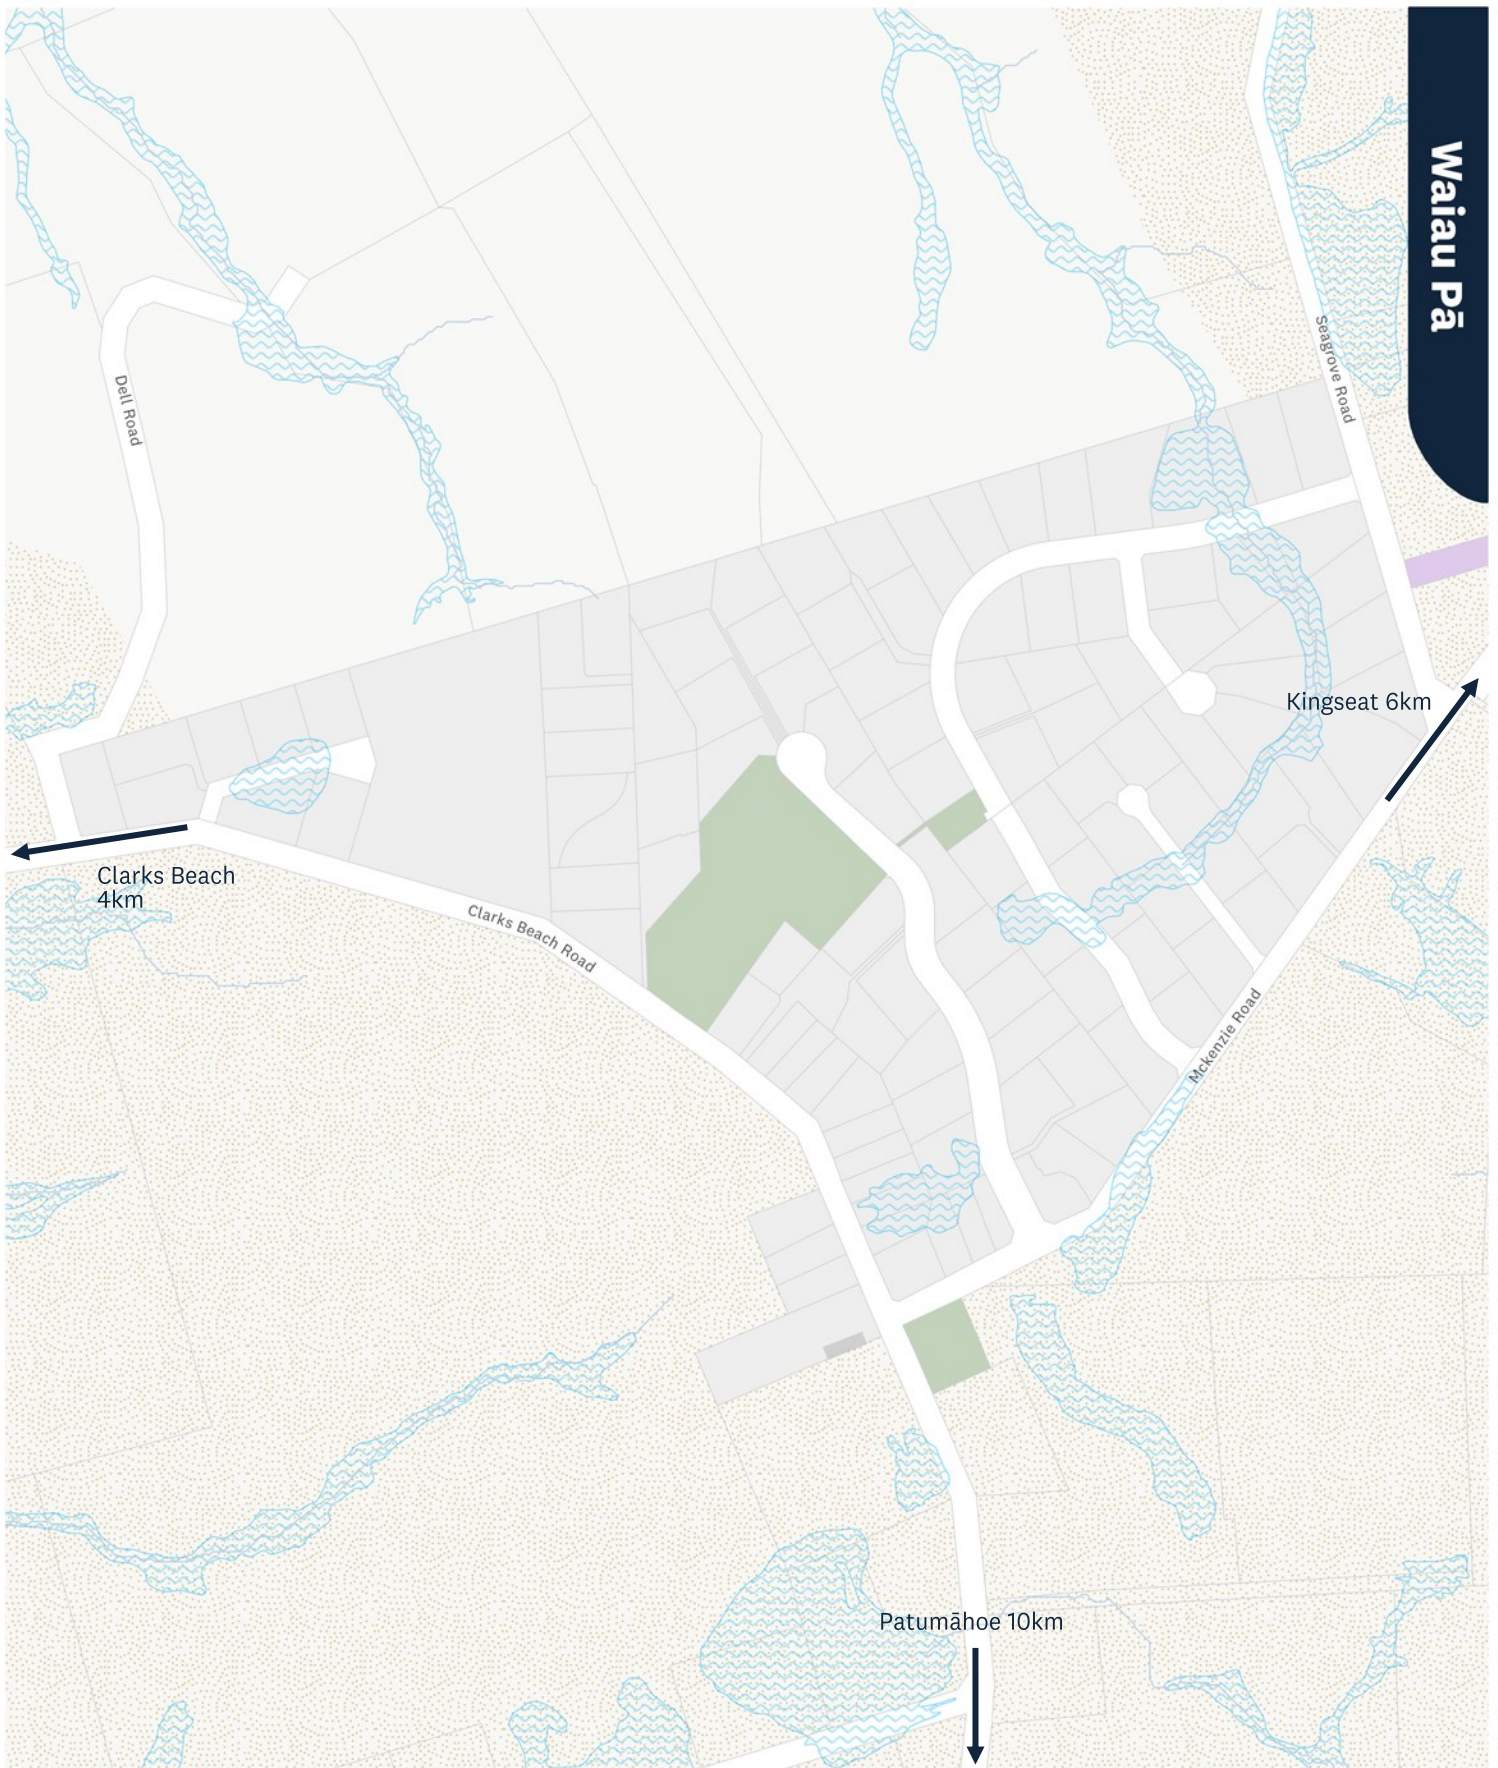 Waiau Pā
Seagrove Road
Dell Road
Kingseat 6km
Clarks Beach
4km
Clarks Beach Road
Mckenzie Road
Patumāhoe 10km